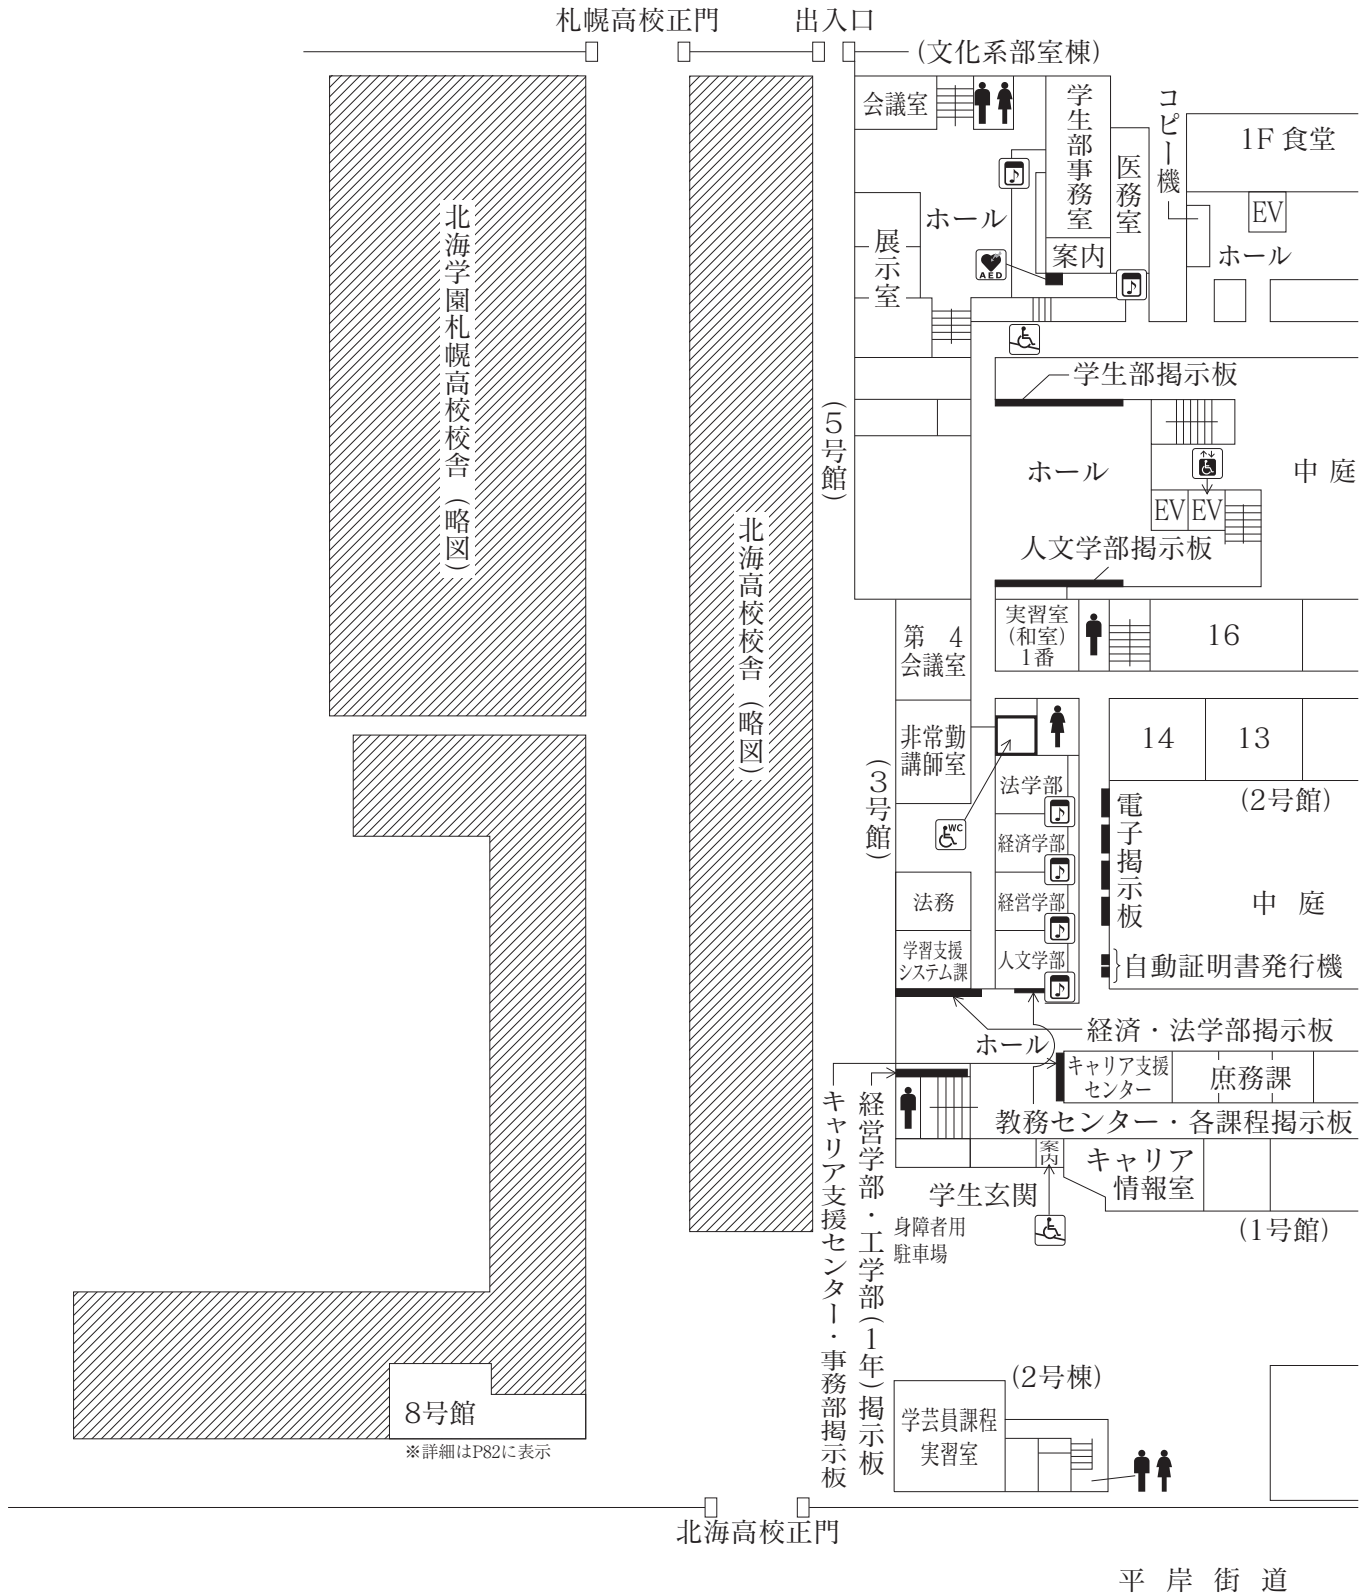 札幌高校正門
出入口
(文化系部室棟)
会議室
学生部事務室
コピー機
1F 食堂
医務室
EV
ホール
展示室
案内
ホール
AED
北海学園札幌高校校舎(略図)
学生部掲示板
(5号館)
ホール
中庭
EV
EV
北海高校校舎(略図)
人文学部掲示板
実習室
(和室)
1番
16
第 4
会議室
非常勤
講師室
14
13
(3号館)
法学部
(2号館)
電子掲示板
WC
経済学部
法務
経営学部
中 庭
学習支援
システム課
人文学部
自動証明書発行機
経済・法学部掲示板
ホール
キャリア支援
センター
庶務課
教務センター・各課程掲示板
案内
キャリア
情報室
学生玄関
(1号館)
身障者用
駐車場
キャリア支援センター・事務部掲示板
経営学部・工学部(1年)掲示板
(2号棟)
学芸員課程
実習室
8号館
※詳細はP82に表示
北海高校正門
平 岸 街 道